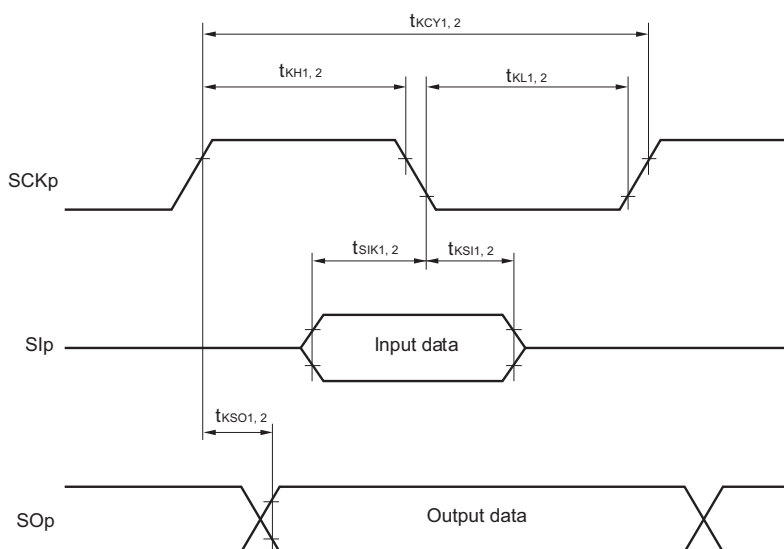 tKCY1, 2
tKH1, 2
tKL1, 2
SCKp
tSIK1, 2
tKSI1, 2
SIp
Input data
tKSO1, 2
SOp
Output data